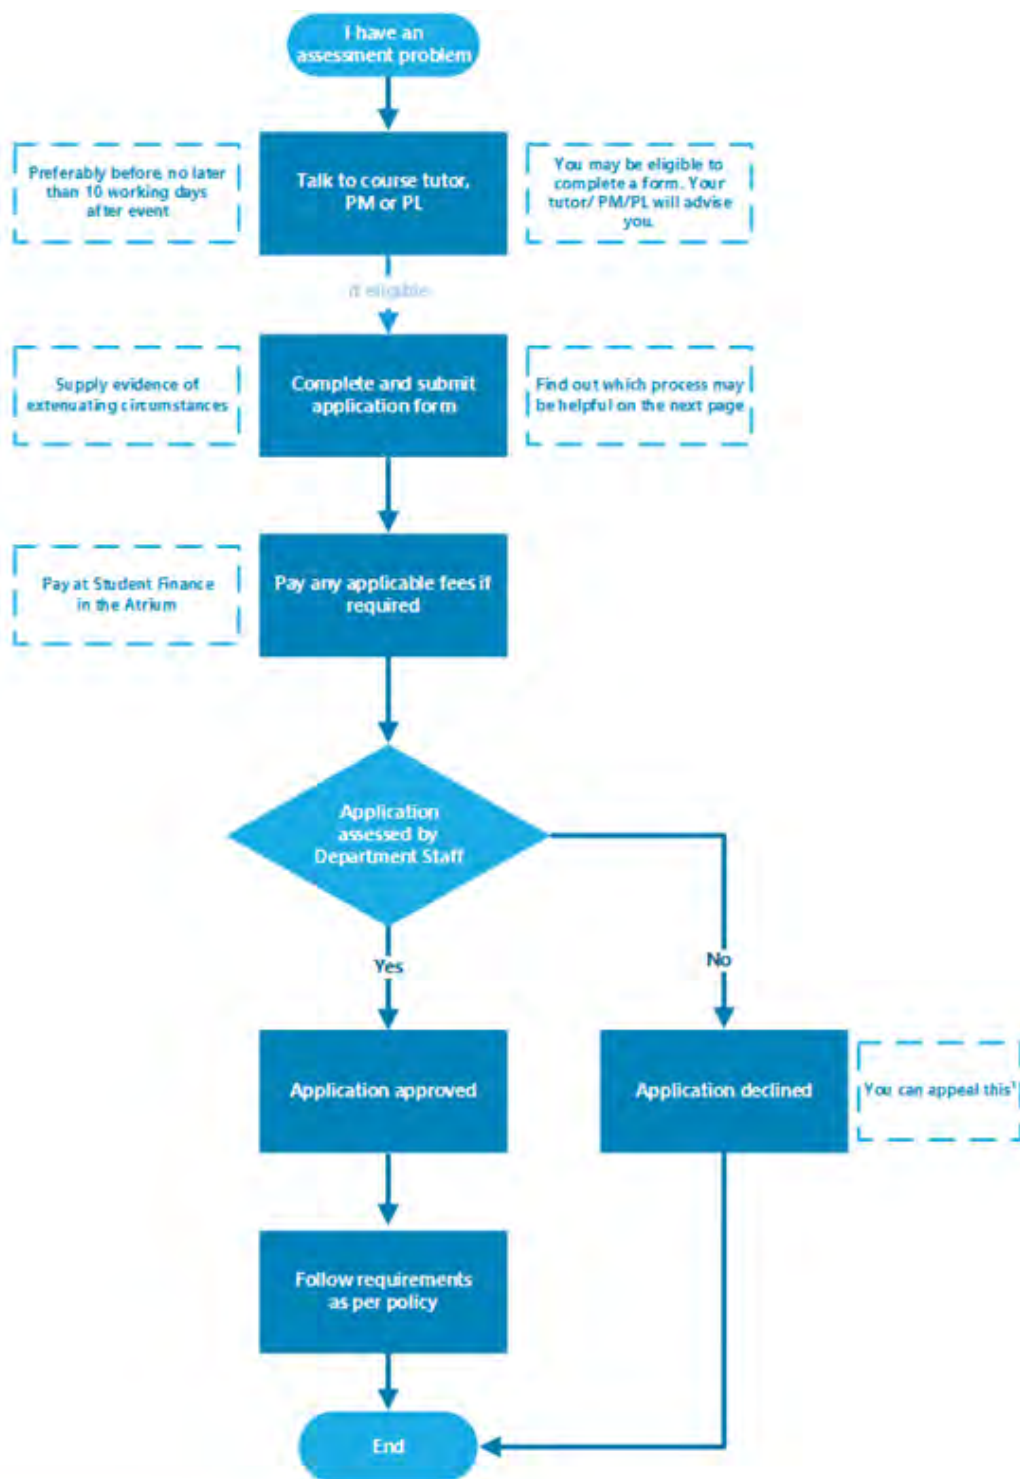 I have an
assessment problem
Preferably before, no later
than 10 working days
after event
Talk to course tutor,
PM or PL
You may be eligible to
complete a form. Your
tutor/ PM/PL will advise
you.
if eligible
Supply evidence of
extenuating circumstances
Complete and submit
application form
Find out which process may
be helpful on the next page
Pay at Student Finance
in the Atrium
Pay any applicable fees if
required
Application
assessed by
Department Staff
Yes
No
Application approved
Application declined
You can appeal this¹
Follow requirements
as per policy
End